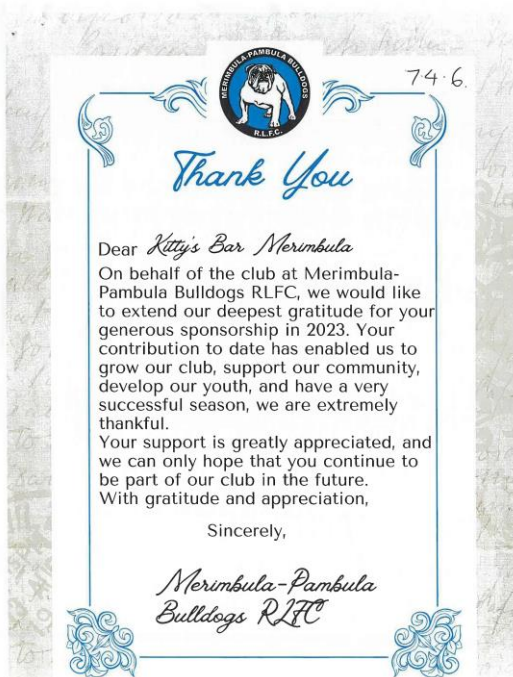 MERIMBULA-PAMBULA BULLDOGS
R.L.F.C.
7·4·6.
Thank You
Dear Kitty's Bar Merimbula
On behalf of the club at Merimbula-
Pambula Bulldogs RLFC, we would like
to extend our deepest gratitude for your
generous sponsorship in 2023. Your
contribution to date has enabled us to
grow our club, support our community,
develop our youth, and have a very
successful season, we are extremely
thankful.
Your support is greatly appreciated, and
we can only hope that you continue to
be part of our club in the future.
With gratitude and appreciation,
Sincerely,
Merimbula-Pambula
Bulldogs RLFC